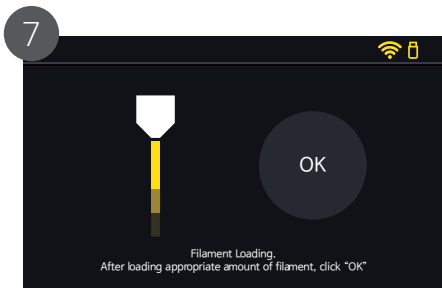 7
OK
Filament Loading.
After loading appropriate amount of filament, click “OK”